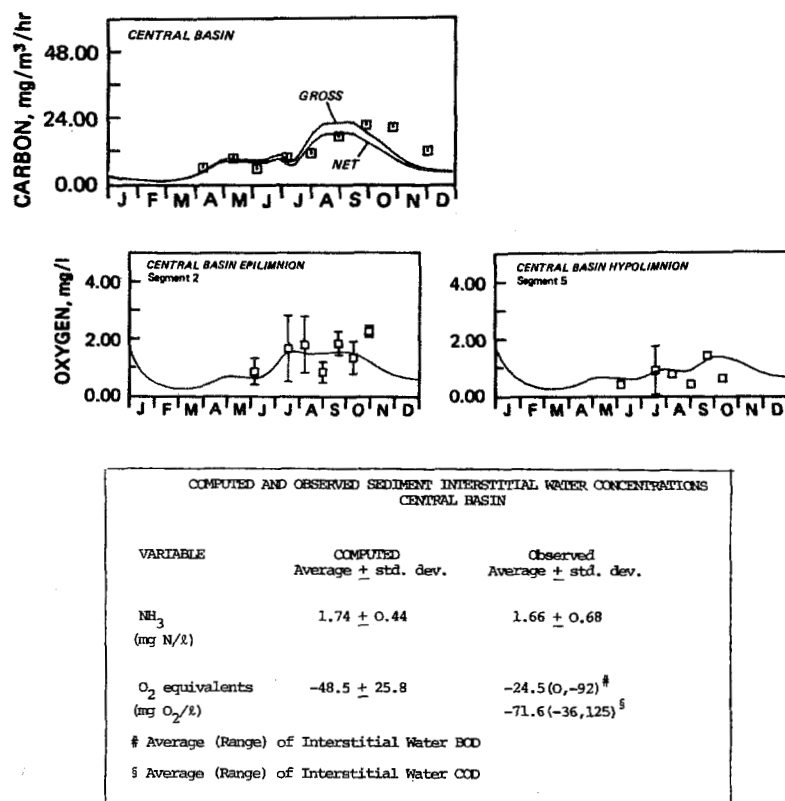 CENTRAL BASIN
CARBON, mg/m³/hr
48.00
24.00
0.00
GROSS
NET
J F M A M J J A S O N D
CENTRAL BASIN EPILIMNION
Segment 2
OXYGEN, mg/l
4.00
2.00
0.00
J F M A M J J A S O N D
CENTRAL BASIN HYPOLIMNION
Segment 5
4.00
2.00
0.00
J F M A M J J A S O N D
COMPUTED AND OBSERVED SEDIMENT INTERSTITIAL WATER CONCENTRATIONS
CENTRAL BASIN
VARIABLE COMPUTED Observed
Average ± std. dev. Average ± std. dev.
NH₃ 1.74 ± 0.44 1.66 ± 0.68
(mg N/ℓ)
O₂ equivalents -48.5 ± 25.8 -24.5(0,-92)#
(mg O₂/ℓ) -71.6(-36,125)§
# Average (Range) of Interstitial Water BOD
§ Average (Range) of Interstitial Water COD